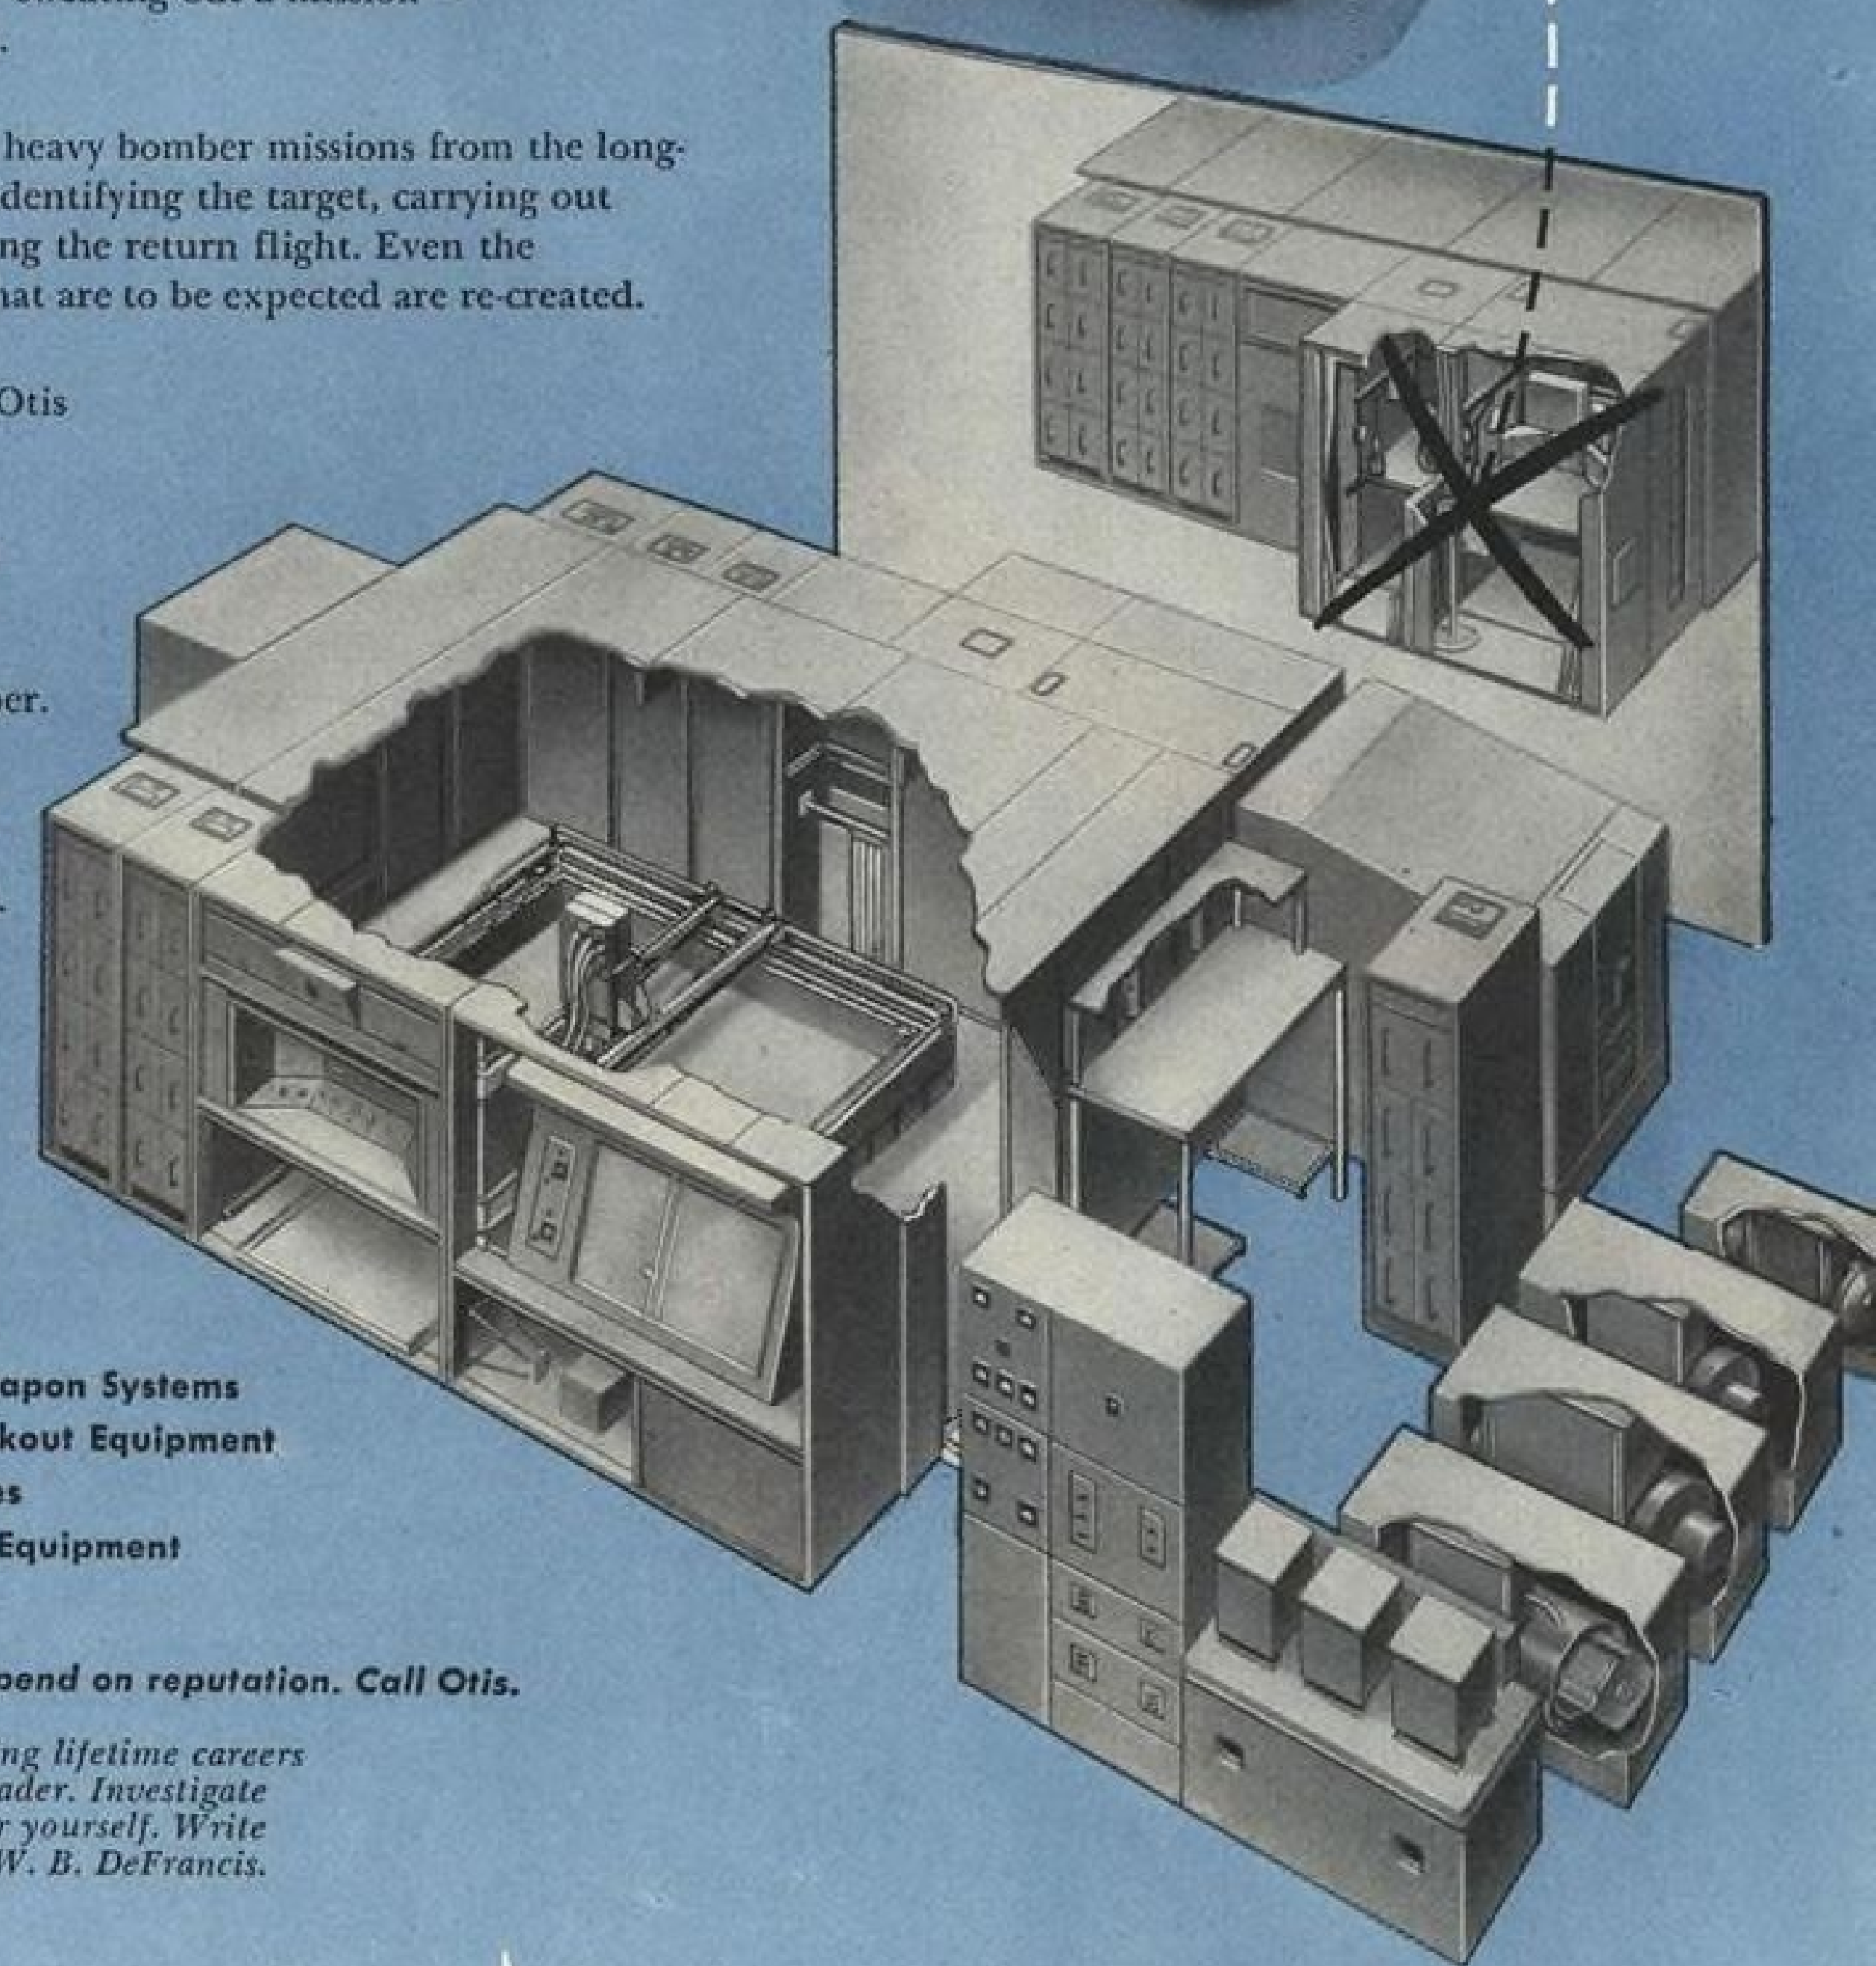 heavy bomber missions from the long-
dentifying the target, carrying out
ng the return flight. Even the
hat are to be expected are re-created.
Otis
er.
apon Systems
kout Equipment
es
Equipment
pend on reputation. Call Otis.
ng lifetime careers
ader. Investigate
r yourself. Write
W. B. DeFrancis.